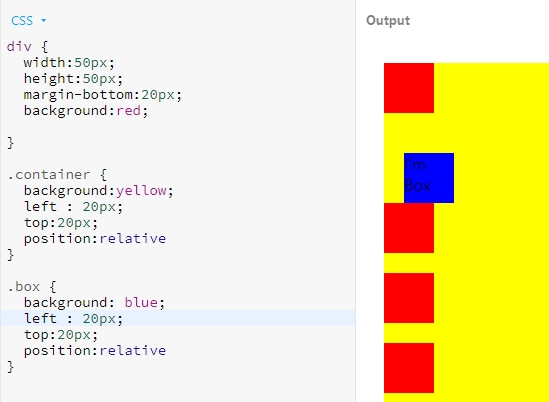 CSS
Output
div {
width:50px;
height:50px;
margin-bottom:20px;
background:red;
}
.container {
background:yellow;
left : 20px;
top:20px;
position:relative
}
.box {
background: blue;
left : 20px;
top:20px;
position:relative
}
I'm
Box